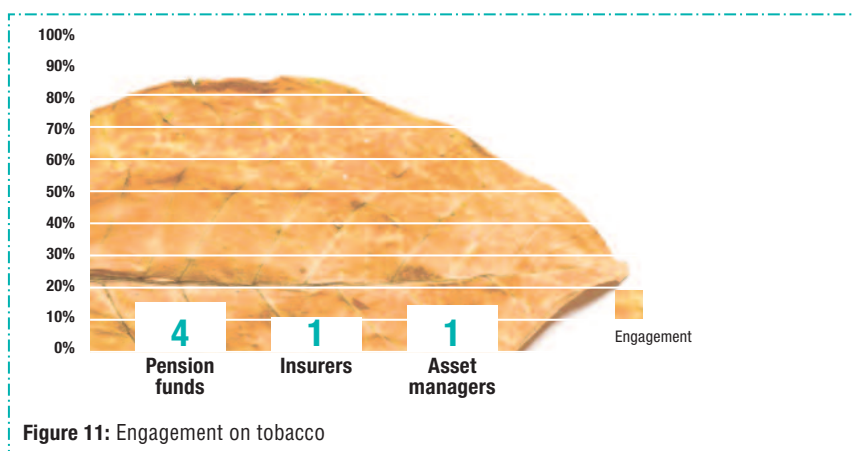 100%
90%
80%
70%
60%
50%
40%
30%
20%
10%
0%
4
1
1
Pension
funds
Insurers
Asset
managers
Engagement
Figure 11: Engagement on tobacco